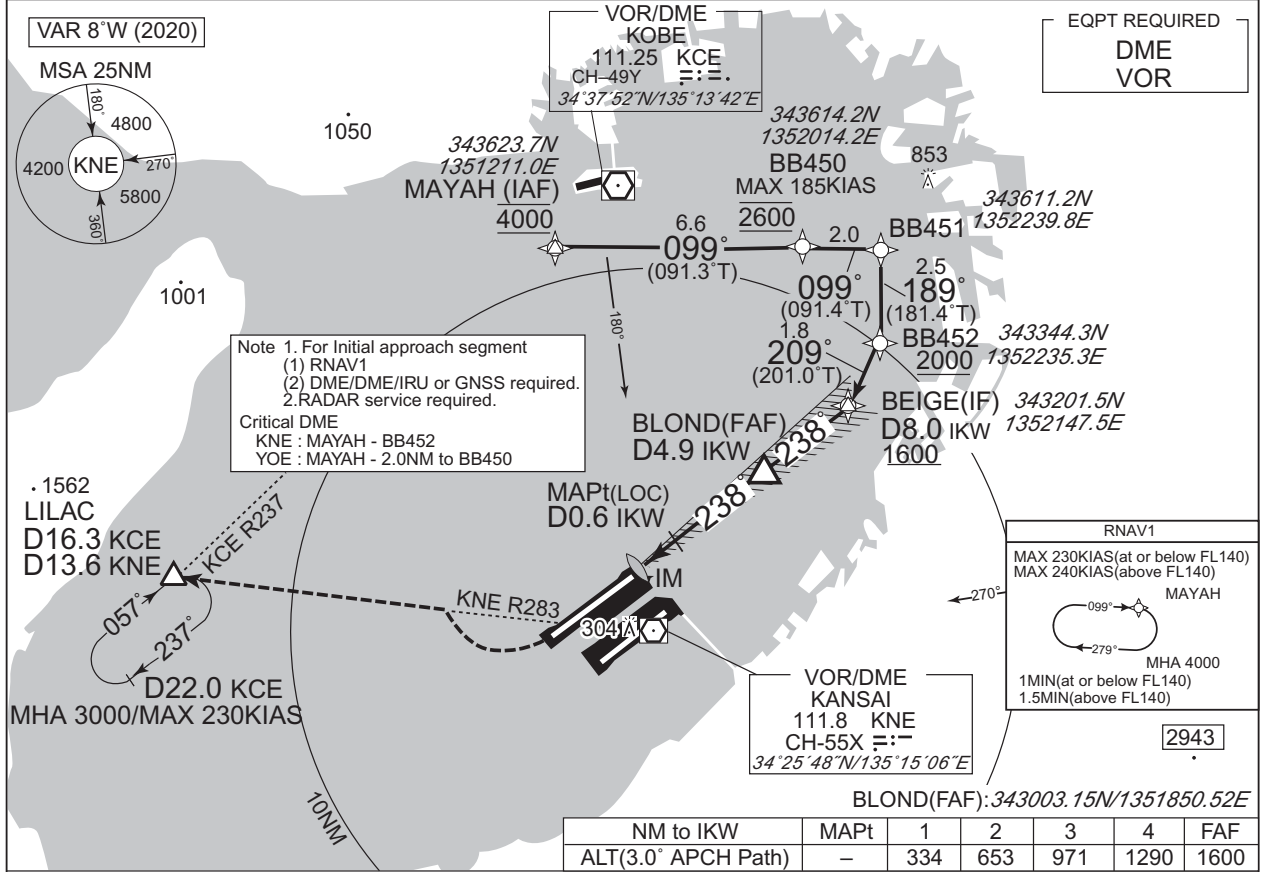 VAR 8˚W (2020)
MSA 25NM
180˚
4800
4200
KNE
270˚
5800
360˚
1050
VOR/DME
KOBE
111.25 KCE
CH–49Y
34˚37´52˝N/135˚13´42˝E
EQPT REQUIRED
DME
VOR
343623.7N
1351211.0E
MAYAH (IAF)
4000
343614.2N
1352014.2E
BB450
MAX 185KIAS
2600
853
343611.2N
1352239.8E
BB451
6.6
099˚
(091.3˚T)
2.0
099˚
(091.4˚T)
2.5
189˚
(181.4˚T)
1001
180˚
1.8
209˚
(201.0˚T)
BB452
2000
343344.3N
1352235.3E
Note 1. For Initial approach segment
(1) RNAV1
(2) DME/DME/IRU or GNSS required.
2.RADAR service required.
Critical DME
KNE : MAYAH - BB452
YOE : MAYAH - 2.0NM to BB450
BEIGE(IF)
D8.0 IKW
1600
343201.5N
1352147.5E
BLOND(FAF)
D4.9 IKW
238˚
238˚
MAPt(LOC)
D0.6 IKW
1562
LILAC
D16.3 KCE
D13.6 KNE
KCE R237
IM
KNE R283
304
057˚
237˚
D22.0 KCE
MHA 3000/MAX 230KIAS
270˚
RNAV1
MAX 230KIAS(at or below FL140)
MAX 240KIAS(above FL140)
MAYAH
099˚
279˚
MHA 4000
1MIN(at or below FL140)
1.5MIN(above FL140)
VOR/DME
KANSAI
111.8 KNE
CH-55X
34˚25´48˝N/135˚15´06˝E
2943
10NM
BLOND(FAF):343003.15N/1351850.52E
NM to IKW MAPt 1 2 3 4 FAF
ALT(3.0˚ APCH Path) – 334 653 971 1290 1600